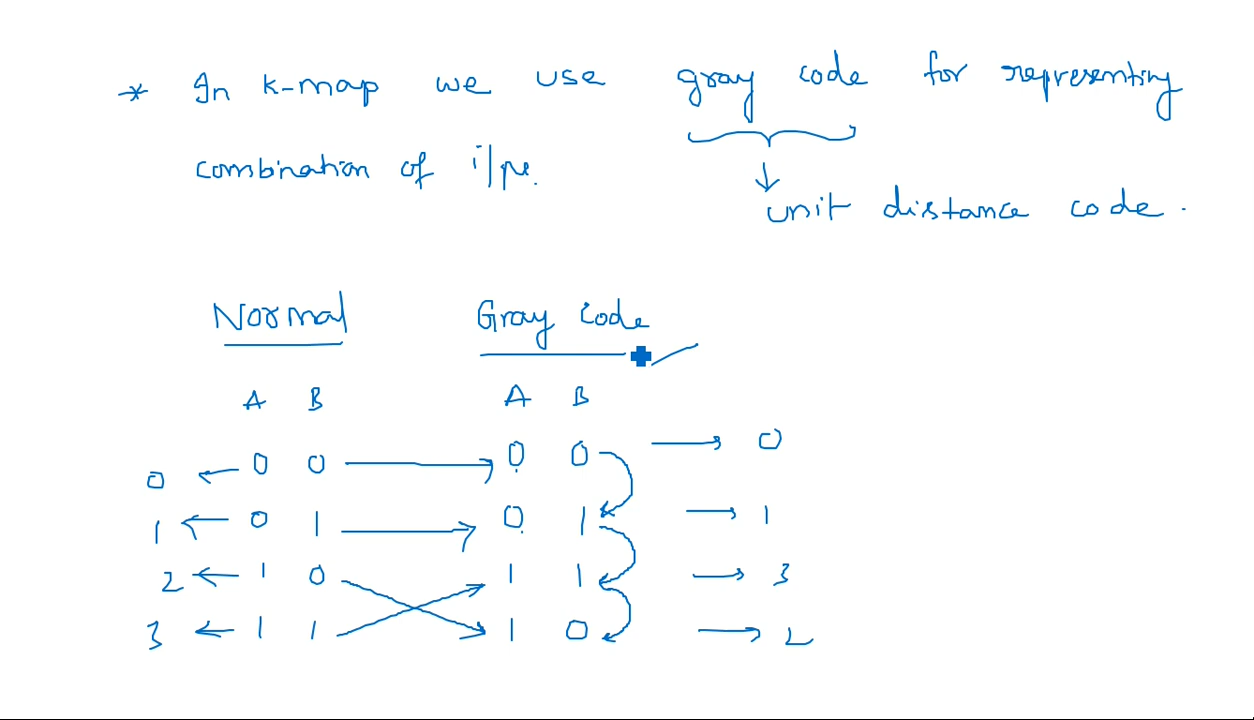 * In k-map we use gray code for representing
combination of i/ps.
unit distance code.
Normal Gray Code
A B A B
0 0 0 0 0 0
1 0 1 0 1 1
2 1 0 1 1 3
3 1 1 1 0 2